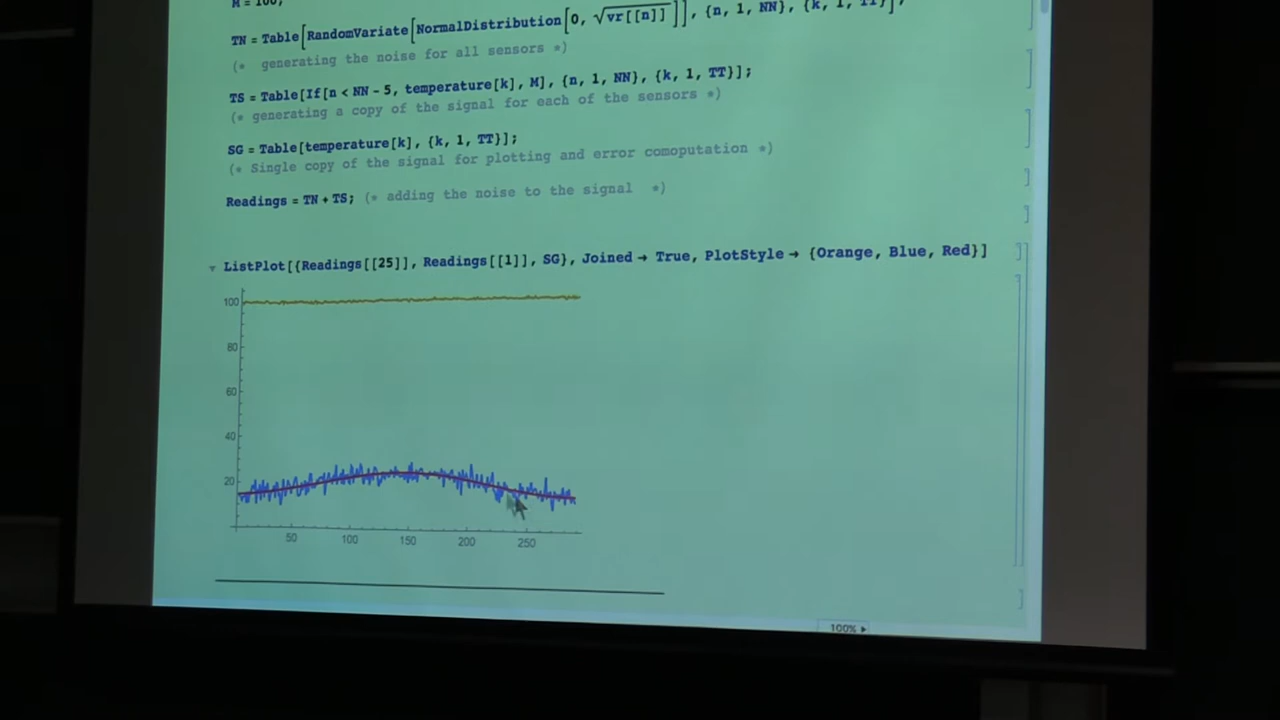 M = 100;
TN = Table[RandomVariate[NormalDistribution[0, √vr[[n]]]], {n, 1, NN}, {k, 1, TT}];
(* generating the noise for all sensors *)
TS = Table[If[n < NN - 5, temperature[k], M], {n, 1, NN}, {k, 1, TT}];
(* generating a copy of the signal for each of the sensors *)
SG = Table[temperature[k], {k, 1, TT}];
(* Single copy of the signal for plotting and error comoputation *)
Readings = TN + TS; (* adding the noise to the signal *)
ListPlot[{Readings[[25]], Readings[[1]], SG}, Joined → True, PlotStyle → {Orange, Blue, Red}]
100
80
60
40
20
50 100 150 200 250
100%